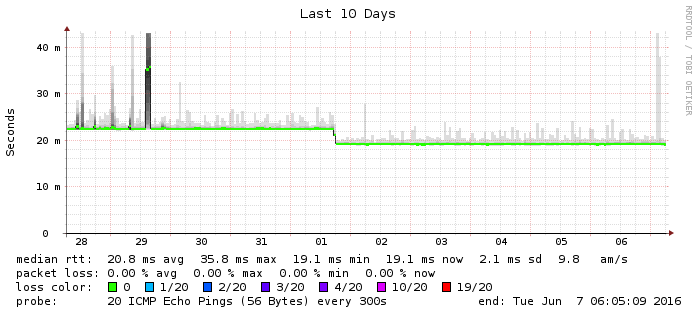 Last 10 Days
RRDTOOL / TOBI OETIKER
Seconds
40 m
30 m
20 m
10 m
0
28 29 30 31 01 02 03 04 05 06
median rtt: 20.8 ms avg 35.8 ms max 19.1 ms min 19.1 ms now 2.1 ms sd 9.8 am/s
packet loss: 0.00 % avg 0.00 % max 0.00 % min 0.00 % now
loss color: 0 1/20 2/20 3/20 4/20 10/20 19/20
probe: 20 ICMP Echo Pings (56 Bytes) every 300s end: Tue Jun 7 06:05:09 2016